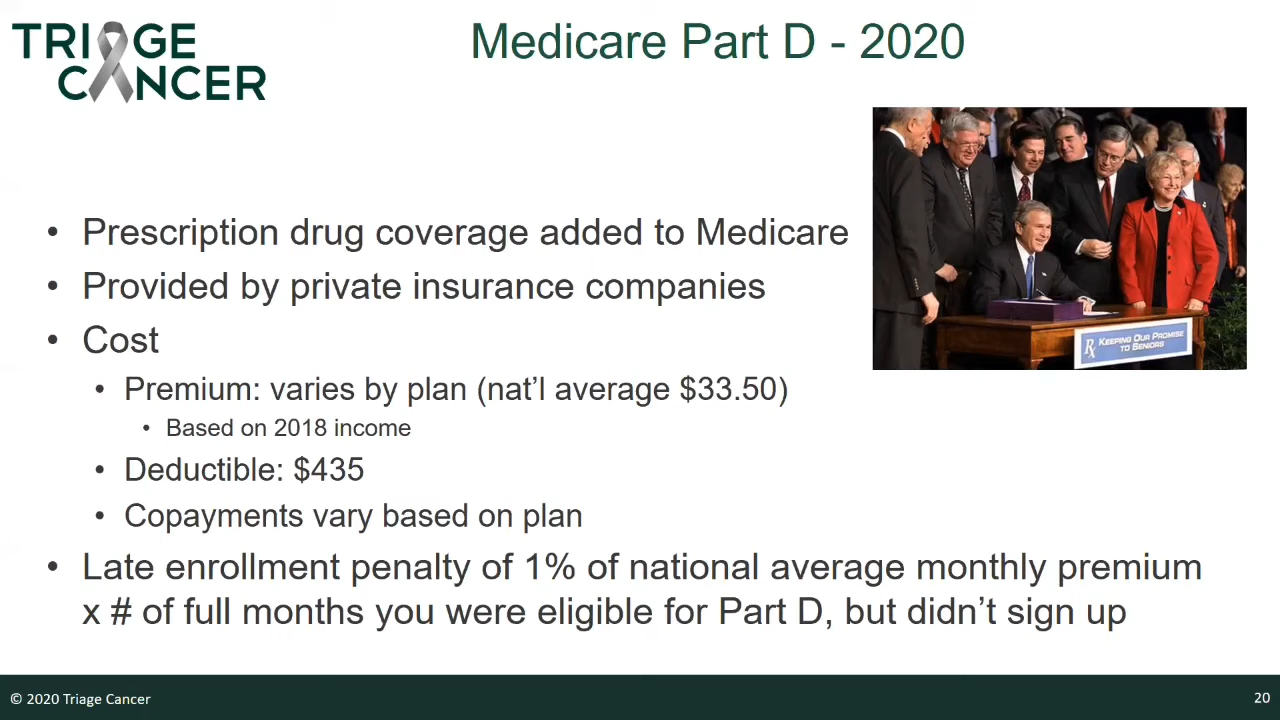 TRIAGE
CANCER
Medicare Part D - 2020
• Prescription drug coverage added to Medicare
• Provided by private insurance companies
• Cost
• Premium: varies by plan (nat’l average $33.50)
• Based on 2018 income
• Deductible: $435
• Copayments vary based on plan
• Late enrollment penalty of 1% of national average monthly premium
x # of full months you were eligible for Part D, but didn’t sign up
Rx KEEPING OUR PROMISE
TO SENIORS
© 2020 Triage Cancer
20